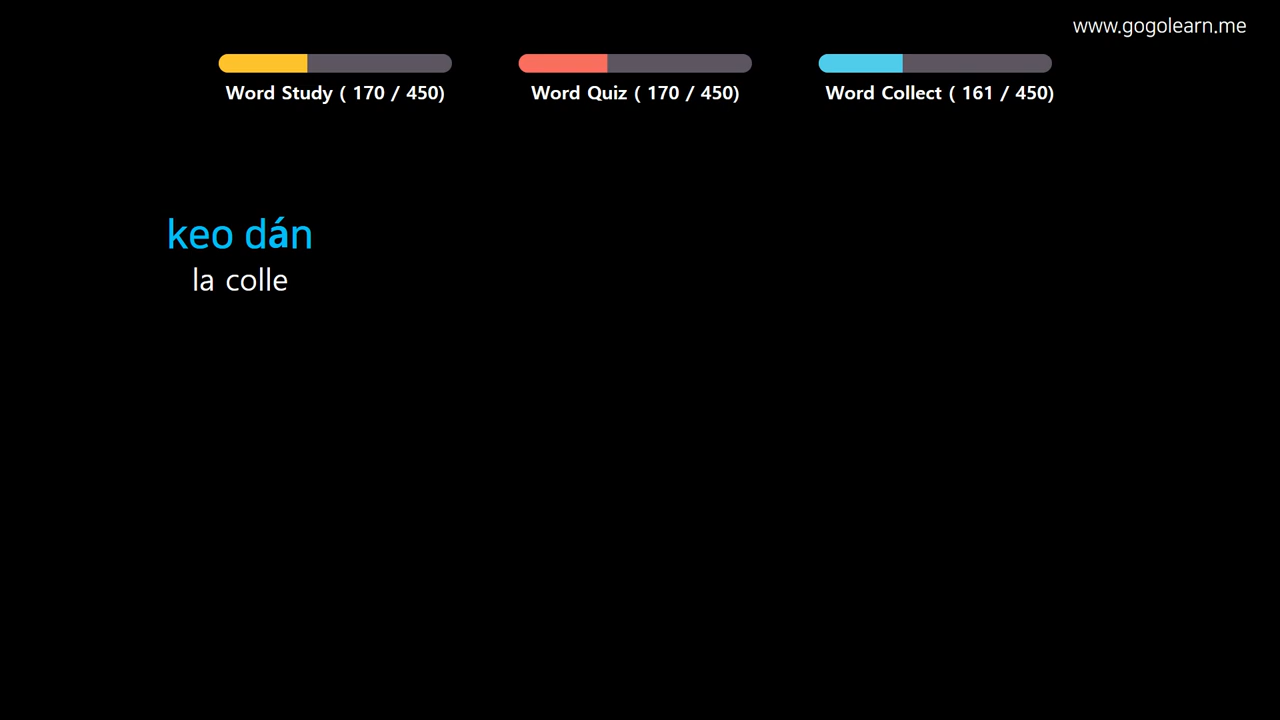 www.gogolearn.me
Word Study ( 170 / 450)
Word Quiz ( 170 / 450)
Word Collect ( 161 / 450)
keo dán
la colle